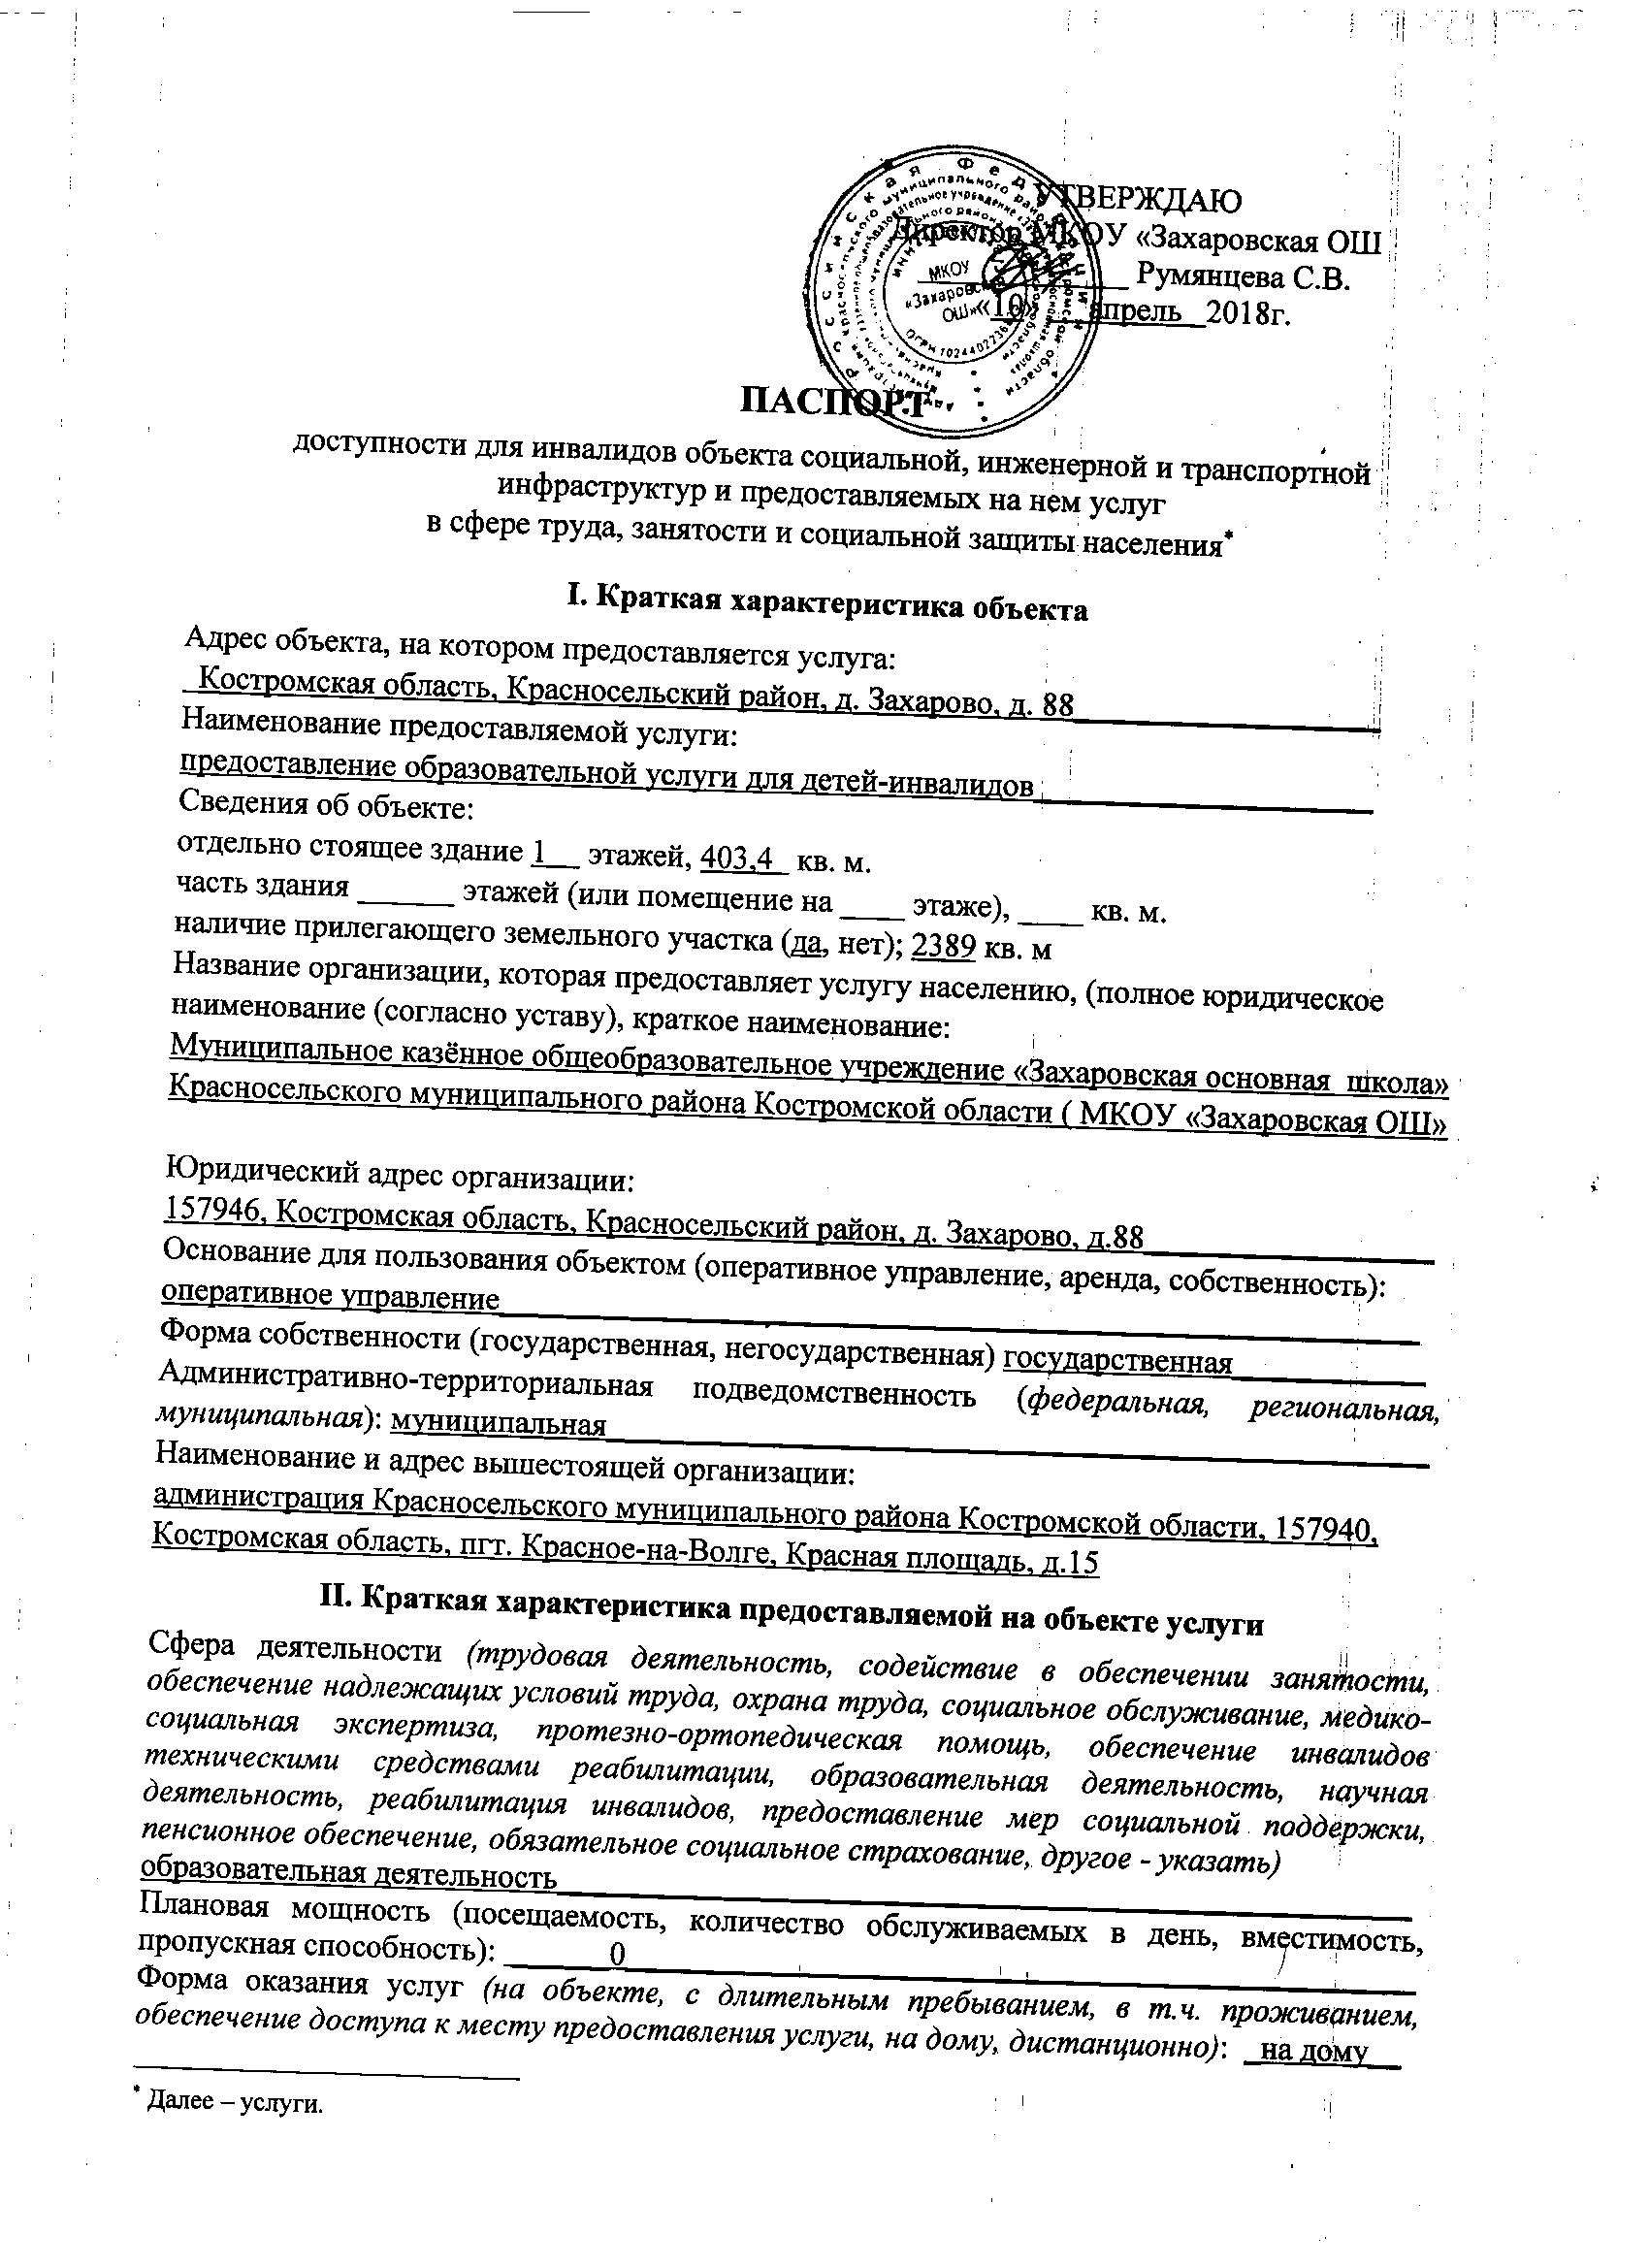 УТВЕРЖДАЮ
Директор МКОУ «Захаровская ОШ
____________ Румянцева С.В.
«10» апрель 2018г.
МКОУ
«Захаровская
ОШ»
ПАСПОРТ
доступности для инвалидов объекта социальной, инженерной и транспортной
инфраструктур и предоставляемых на нем услуг
в сфере труда, занятости и социальной защиты населения*
I. Краткая характеристика объекта
Адрес объекта, на котором предоставляется услуга:
Костромская область, Красносельский район, д. Захарово, д. 88
Наименование предоставляемой услуги:
предоставление образовательной услуги для детей-инвалидов
Сведения об объекте:
отдельно стоящее здание 1__ этажей, 403,4_ кв. м.
часть здания ______ этажей (или помещение на ____ этаже), ____ кв. м.
наличие прилегающего земельного участка (да, нет); 2389 кв. м
Название организации, которая предоставляет услугу населению, (полное юридическое
наименование (согласно уставу), краткое наименование:
Муниципальное казённое общеобразовательное учреждение «Захаровская основная школа»
Красносельского муниципального района Костромской области ( МКОУ «Захаровская ОШ»
Юридический адрес организации:
157946, Костромская область, Красносельский район, д. Захарово, д.88
Основание для пользования объектом (оперативное управление, аренда, собственность):
оперативное управление
Форма собственности (государственная, негосударственная) государственная
Административно-территориальная подведомственность (федеральная, региональная,
муниципальная): муниципальная
Наименование и адрес вышестоящей организации:
администрация Красносельского муниципального района Костромской области, 157940,
Костромская область, пгт. Красное-на-Волге, Красная площадь, д.15
II. Краткая характеристика предоставляемой на объекте услуги
Сфера деятельности (трудовая деятельность, содействие в обеспечении занятости,
обеспечение надлежащих условий труда, охрана труда, социальное обслуживание, медико-
социальная экспертиза, протезно-ортопедическая помощь, обеспечение инвалидов
техническими средствами реабилитации, образовательная деятельность, научная
деятельность, реабилитация инвалидов, предоставление мер социальной поддержки,
пенсионное обеспечение, обязательное социальное страхование, другое - указать)
образовательная деятельность
Плановая мощность (посещаемость, количество обслуживаемых в день, вместимость,
пропускная способность): 0
Форма оказания услуг (на объекте, с длительным пребыванием, в т.ч. проживанием,
обеспечение доступа к месту предоставления услуги, на дому, дистанционно): на дому
* Далее – услуги.